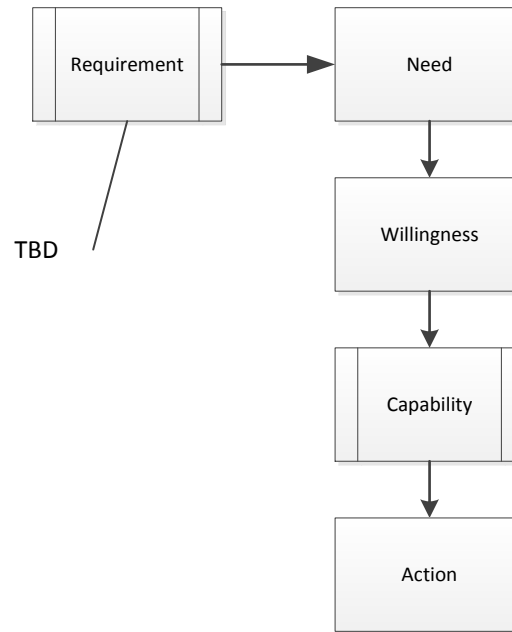 Requirement
Need
TBD
Willingness
Capability
Action